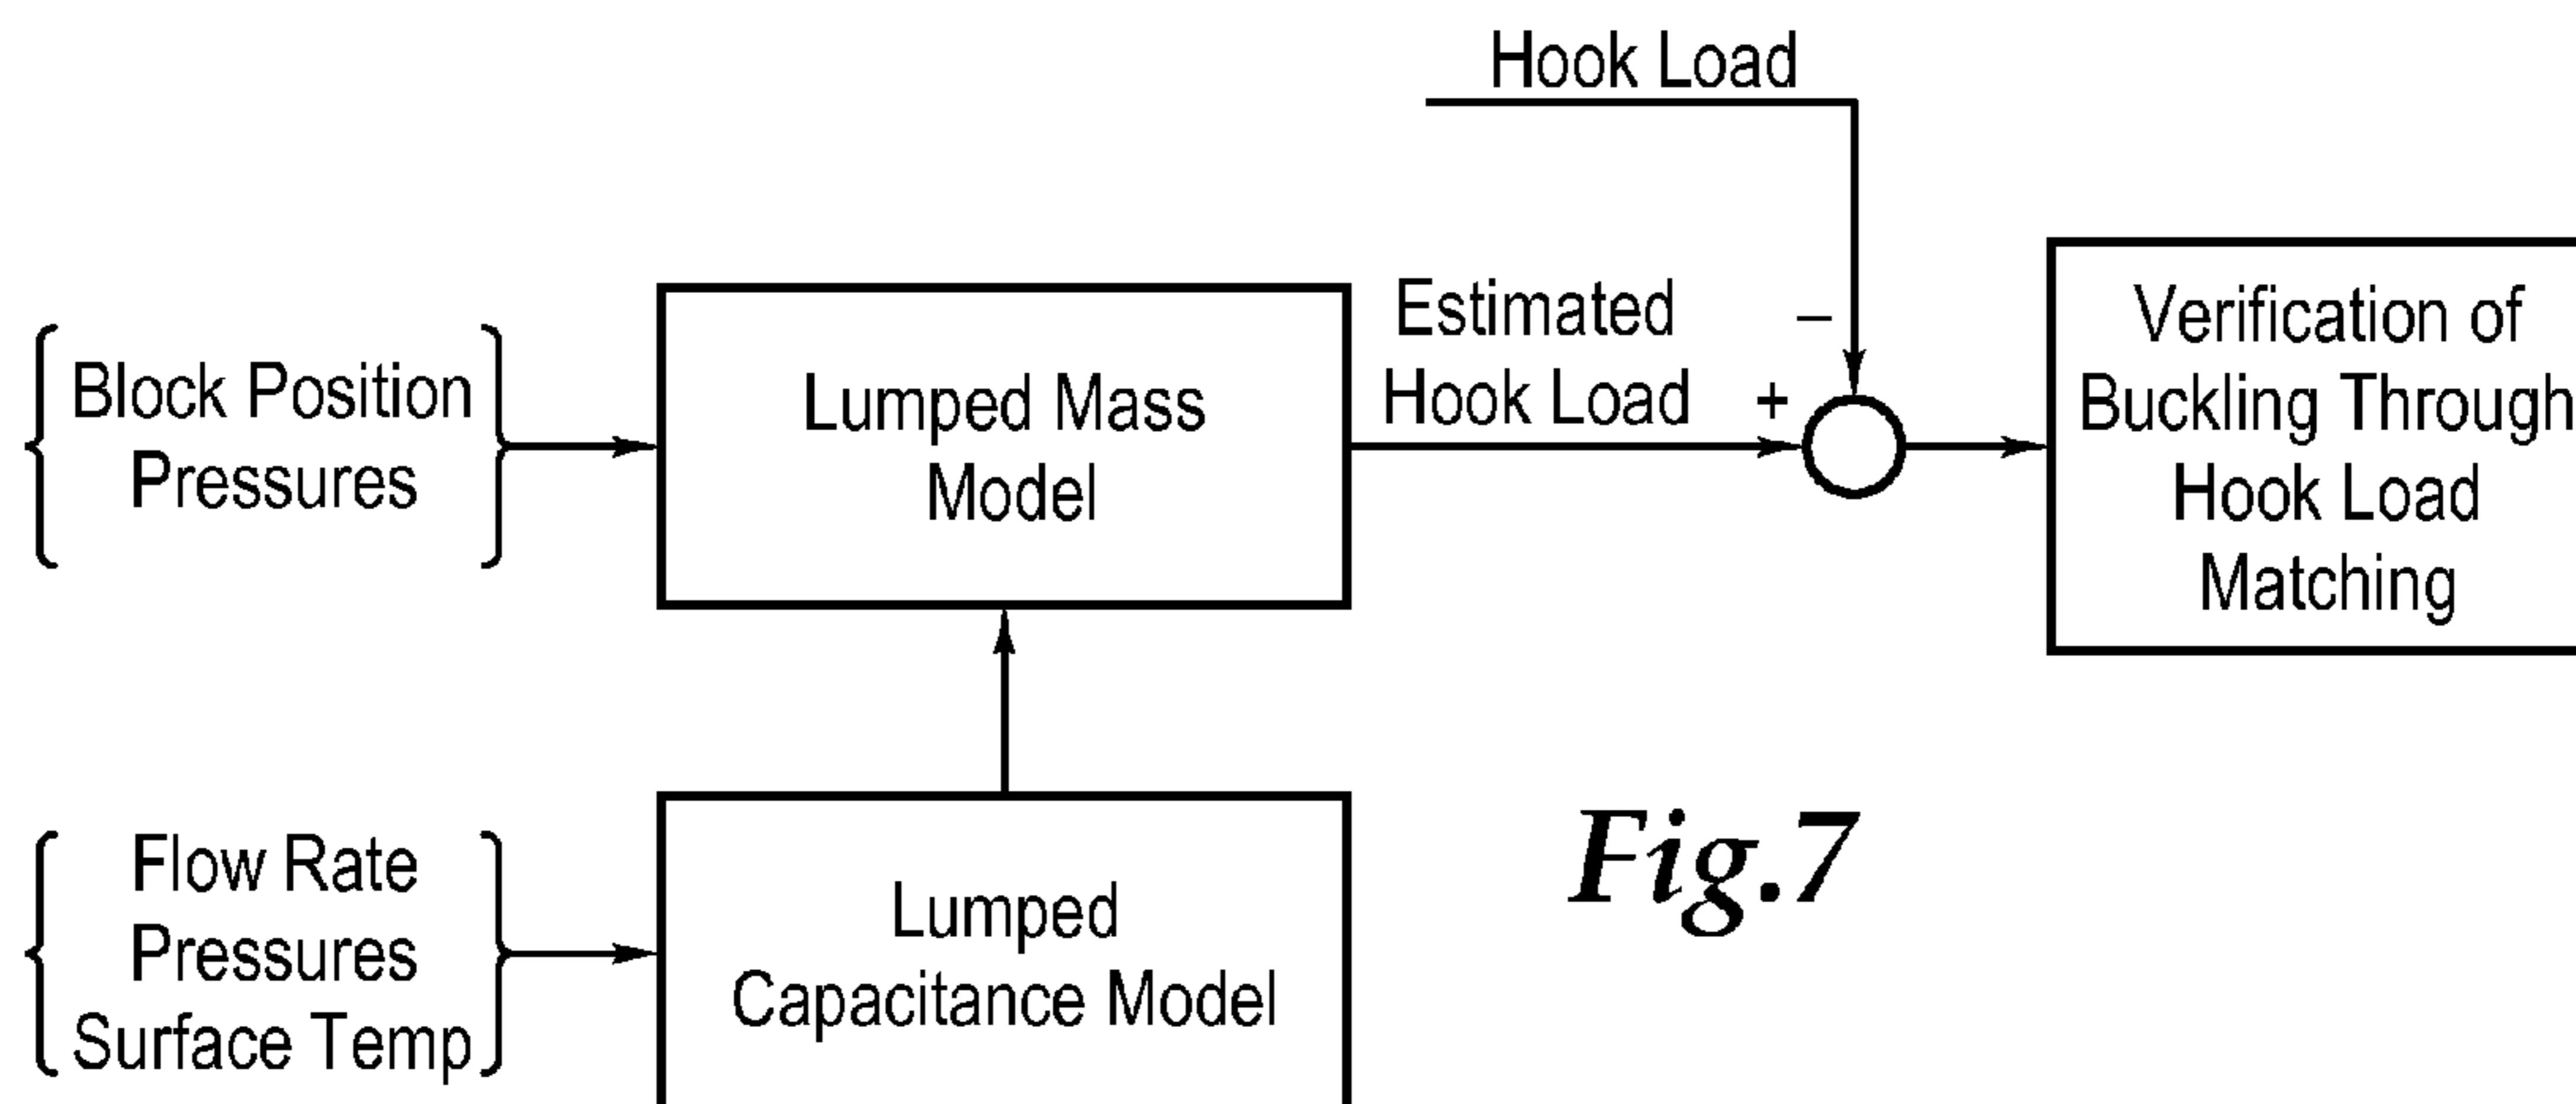 Hook Load
Block Position
Pressures
Lumped Mass
Model
Estimated
Hook Load
–
+
Verification of
Buckling Through
Hook Load
Matching
Flow Rate
Pressures
Surface Temp
Lumped
Capacitance Model
Fig.7